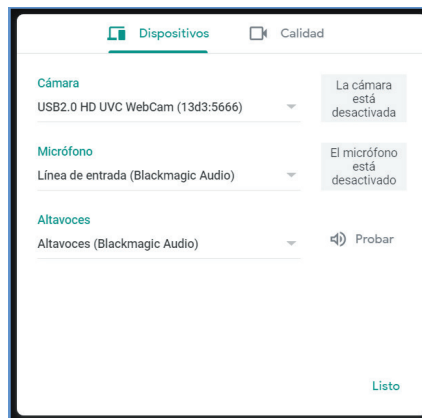 Dispositivos
Calidad
Cámara
USB2.0 HD UVC WebCam (13d3:5666)
La cámara
está
desactivada
Micrófono
Línea de entrada (Blackmagic Audio)
El micrófono
está
desactivado
Altavoces
Altavoces (Blackmagic Audio)
Probar
Listo